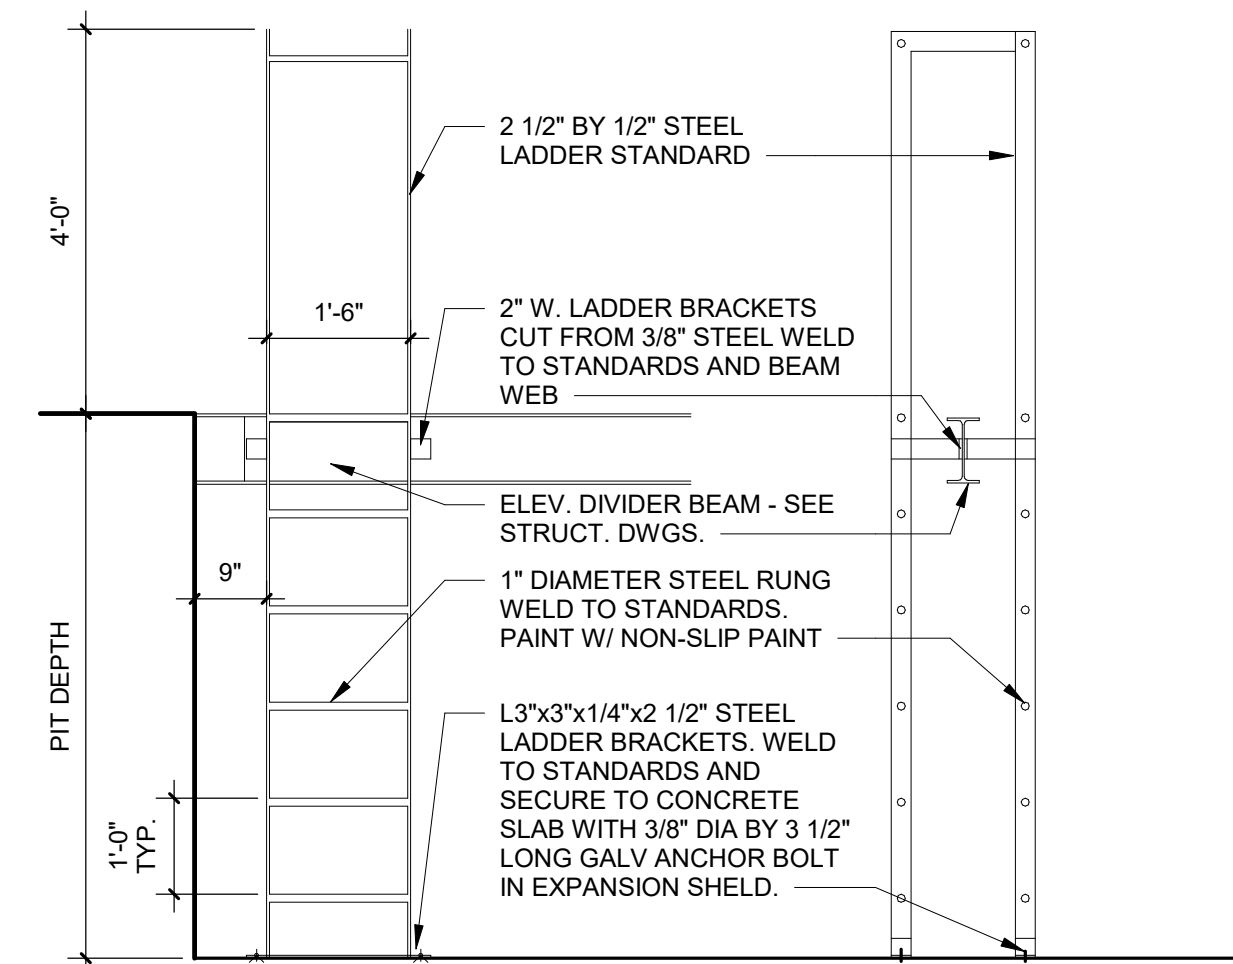 4'-0"
2 1/2" BY 1/2" STEEL
LADDER STANDARD
1'-6"
2" W. LADDER BRACKETS
CUT FROM 3/8" STEEL WELD
TO STANDARDS AND BEAM
WEB
ELEV. DIVIDER BEAM - SEE
STRUCT. DWGS.
9"
1" DIAMETER STEEL RUNG
WELD TO STANDARDS.
PAINT W/ NON-SLIP PAINT
PIT DEPTH
L3"x3"x1/4"x2 1/2" STEEL
LADDER BRACKETS. WELD
TO STANDARDS AND
SECURE TO CONCRETE
SLAB WITH 3/8" DIA BY 3 1/2"
LONG GALV ANCHOR BOLT
IN EXPANSION SHELD.
1'-0"
TYP.